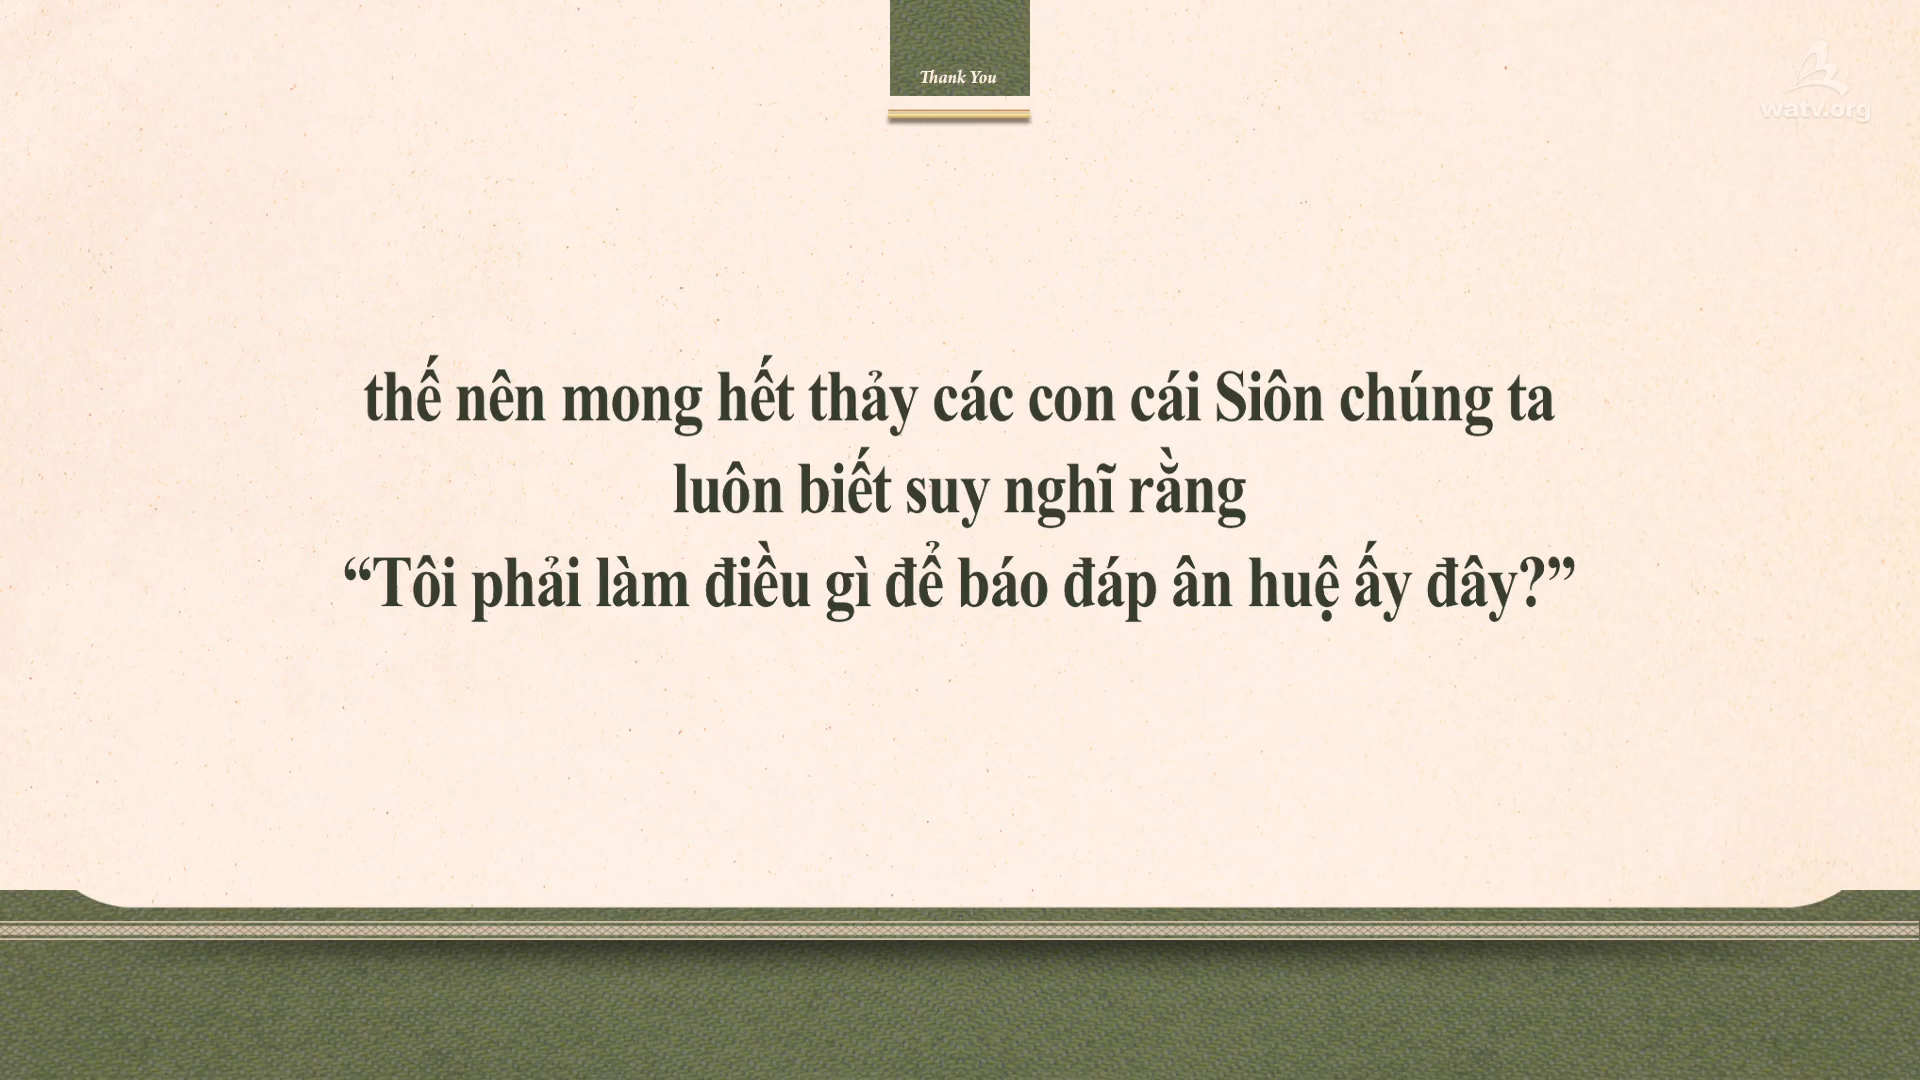 Thank You
watv.org
thế nên mong hết thảy các con cái Siôn chúng ta
luôn biết suy nghĩ rằng
“Tôi phải làm điều gì để báo đáp ân huệ ấy đây?”